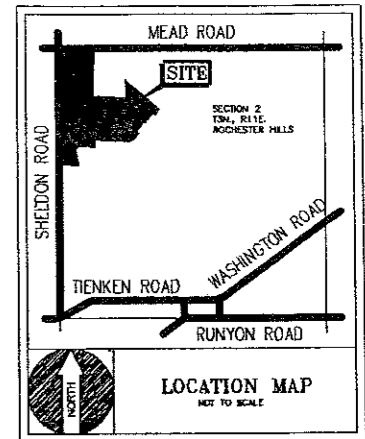 MEAD ROAD
SITE
SECTION 2
T3N., R11E.
ROCHESTER HILLS
SHELDON ROAD
WASHINGTON ROAD
TIENKEN ROAD
RUNYON ROAD
NORTH
LOCATION MAP
NOT TO SCALE